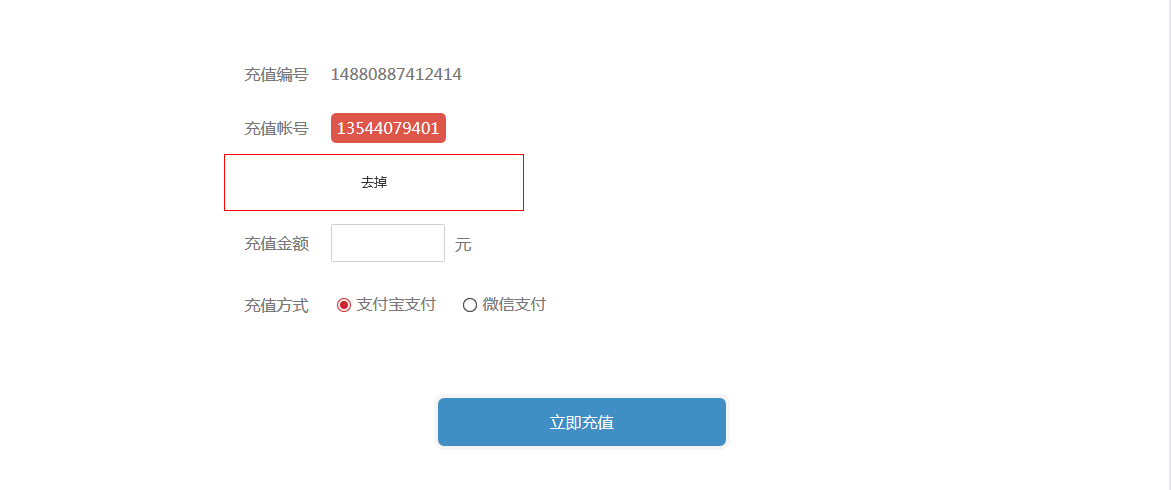 充值编号 14880887412414
充值帐号 13544079401
去掉
充值金额 元
充值方式 支付宝支付 微信支付
立即充值